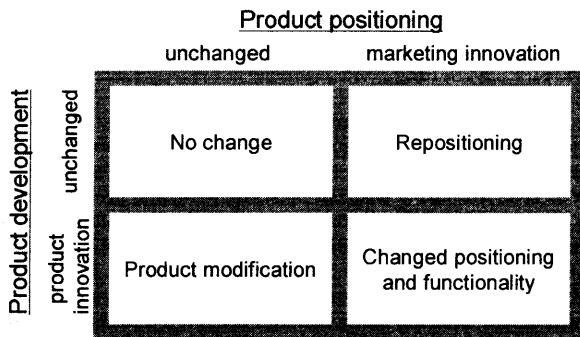 Product positioning
unchanged
marketing innovation
Product development
unchanged
No change
Repositioning
product
innovation
Product modification
Changed positioning
and functionality